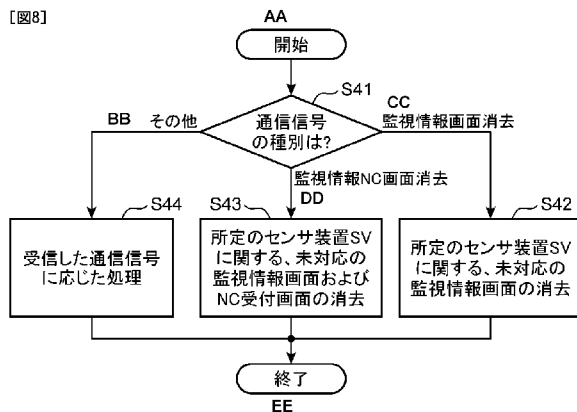 [図8]
AA
開始
S41
通信信号
の種別は?
BB
その他
CC
監視情報画面消去
監視情報NC画面消去
DD
S44
受信した通信信号
に応じた処理
S43
所定のセンサ装置SV
に関する、未対応の
監視情報画面および
NC受付画面の消去
S42
所定のセンサ装置SV
に関する、未対応の
監視情報画面の消去
終了
EE